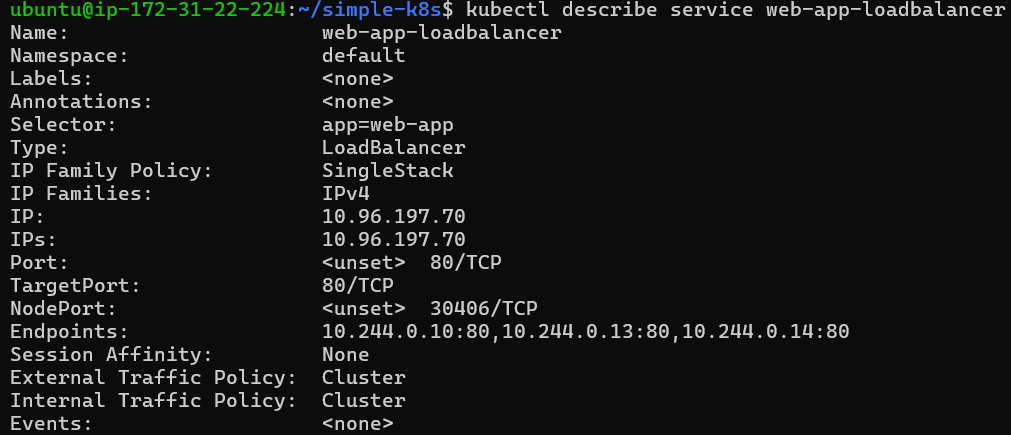 ubuntu@ip-172-31-22-224:~/simple-k8s$ kubectl describe service web-app-loadbalancer
Name:                     web-app-loadbalancer
Namespace:                default
Labels:                   <none>
Annotations:              <none>
Selector:                 app=web-app
Type:                     LoadBalancer
IP Family Policy:         SingleStack
IP Families:              IPv4
IP:                       10.96.197.70
IPs:                      10.96.197.70
Port:                     <unset>  80/TCP
TargetPort:               80/TCP
NodePort:                 <unset>  30406/TCP
Endpoints:                10.244.0.10:80,10.244.0.13:80,10.244.0.14:80
Session Affinity:         None
External Traffic Policy:  Cluster
Internal Traffic Policy:  Cluster
Events:                   <none>